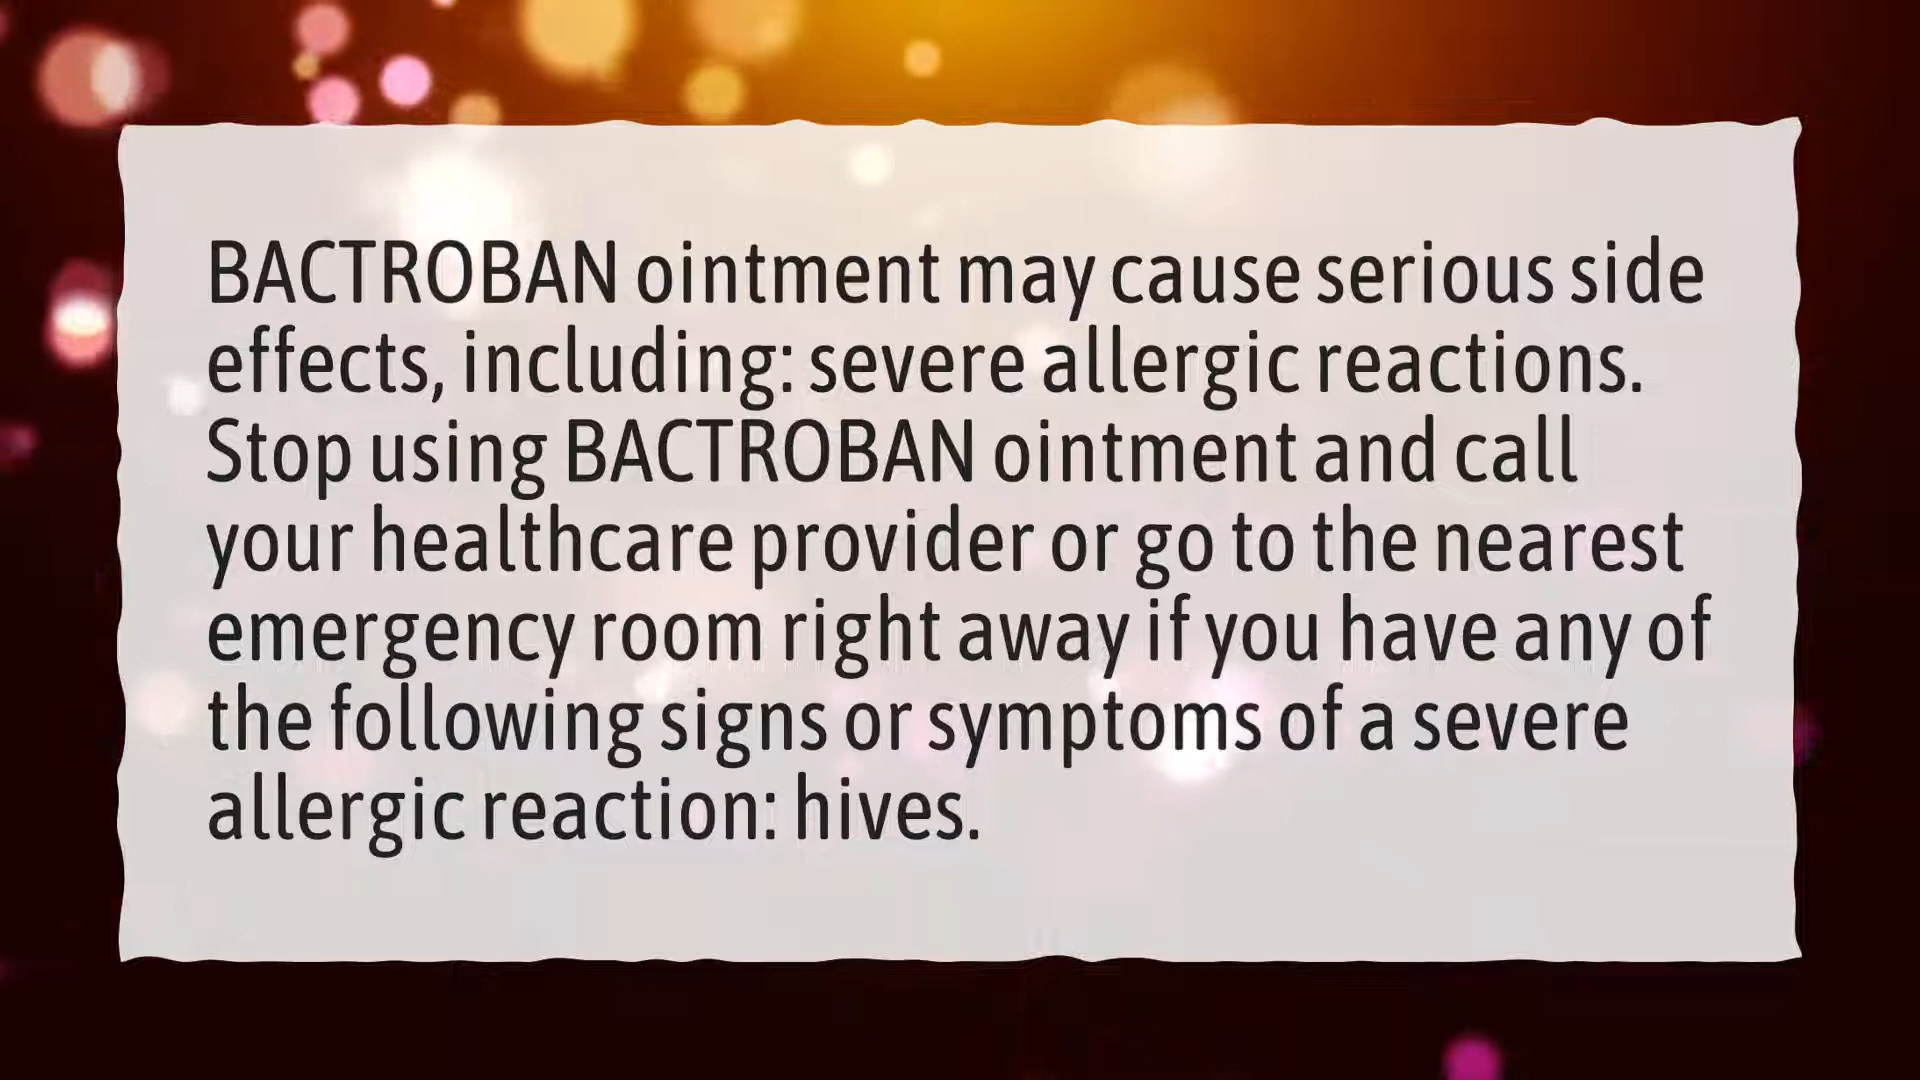 BACTROBAN ointment may cause serious side
effects, including: severe allergic reactions.
Stop using BACTROBAN ointment and call
your healthcare provider or go to the nearest
emergency room right away if you have any of
the following signs or symptoms of a severe
allergic reaction: hives.